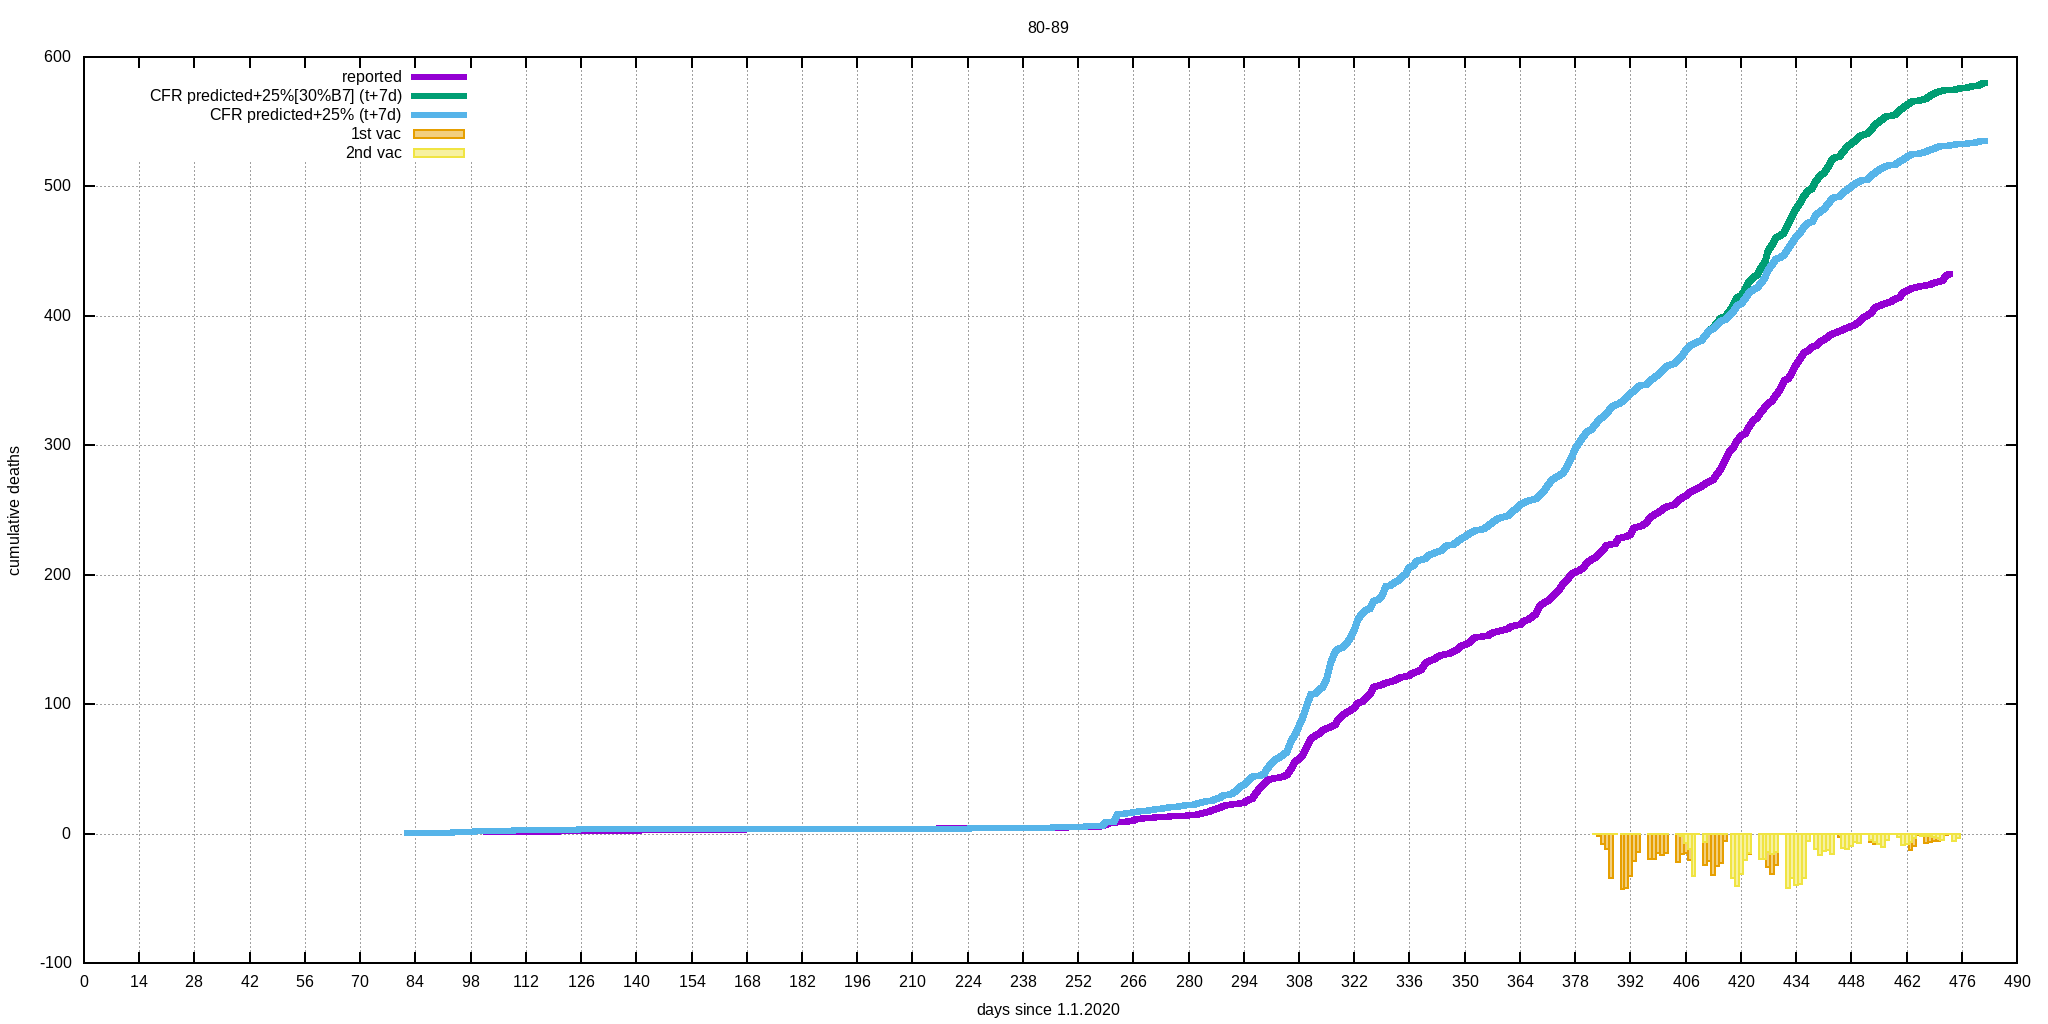 80-89
600
500
400
300
200
100
0
-100
cumulative deaths
reported
CFR predicted+25%[30%B7] (t+7d)
CFR predicted+25% (t+7d)
1st vac
2nd vac
0 14 28 42 56 70 84 98 112 126 140 154 168 182 196 210 224 238 252 266 280 294 308 322 336 350 364 378 392 406 420 434 448 462 476 490
days since 1.1.2020